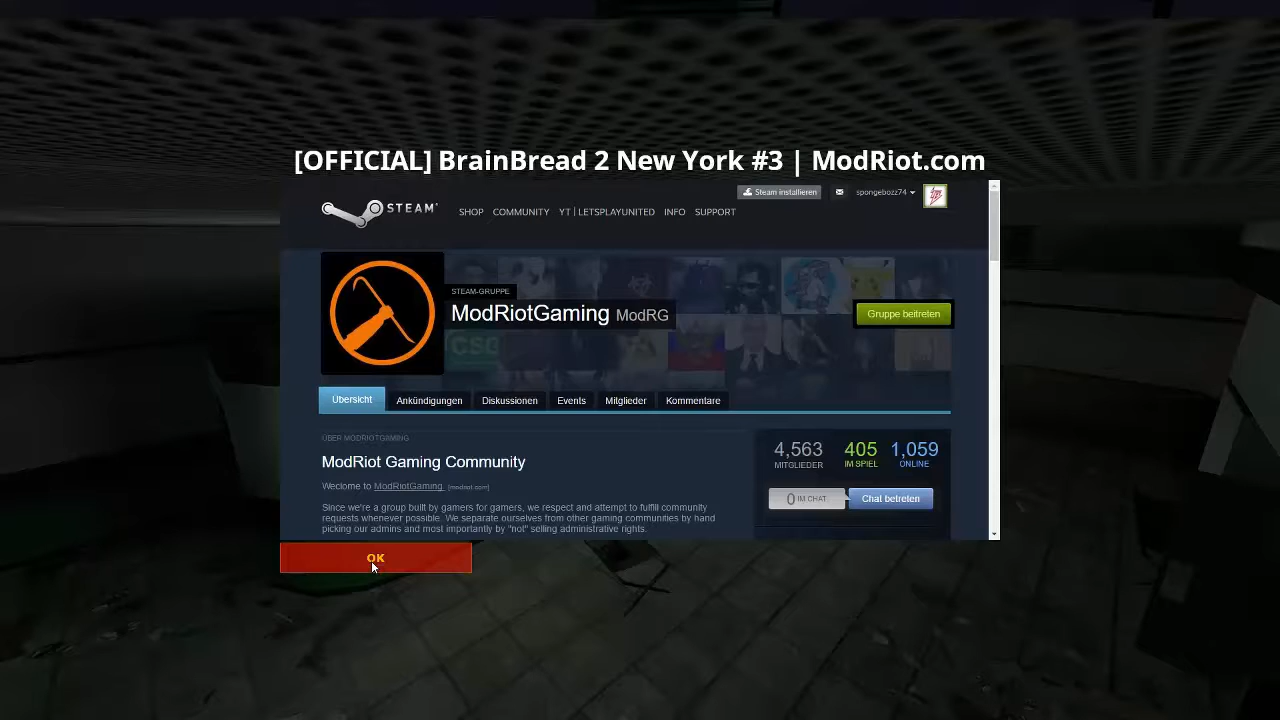 [OFFICIAL] BrainBread 2 New York #3 | ModRiot.com
Steam installieren
spongebozz74
STEAM
SHOP COMMUNITY YT | LETSPLAYUNITED INFO SUPPORT
STEAM-GRUPPE
ModRiotGaming ModRG
Gruppe beitreten
Übersicht Ankündigungen Diskussionen Events Mitglieder Kommentare
ÜBER MODRIOTGAMING
ModRiot Gaming Community
Wecome to ModRiotGaming. [modriot.com]
Since we're a group built by gamers for gamers, we respect and attempt to fulfill community
requests whenever possible. We separate ourselves from other gaming communities by hand
picking our admins and most importantly by "not" selling administrative rights.
4,563 405 1,059
MITGLIEDER IM SPIEL ONLINE
0 IM CHAT Chat betreten
OK